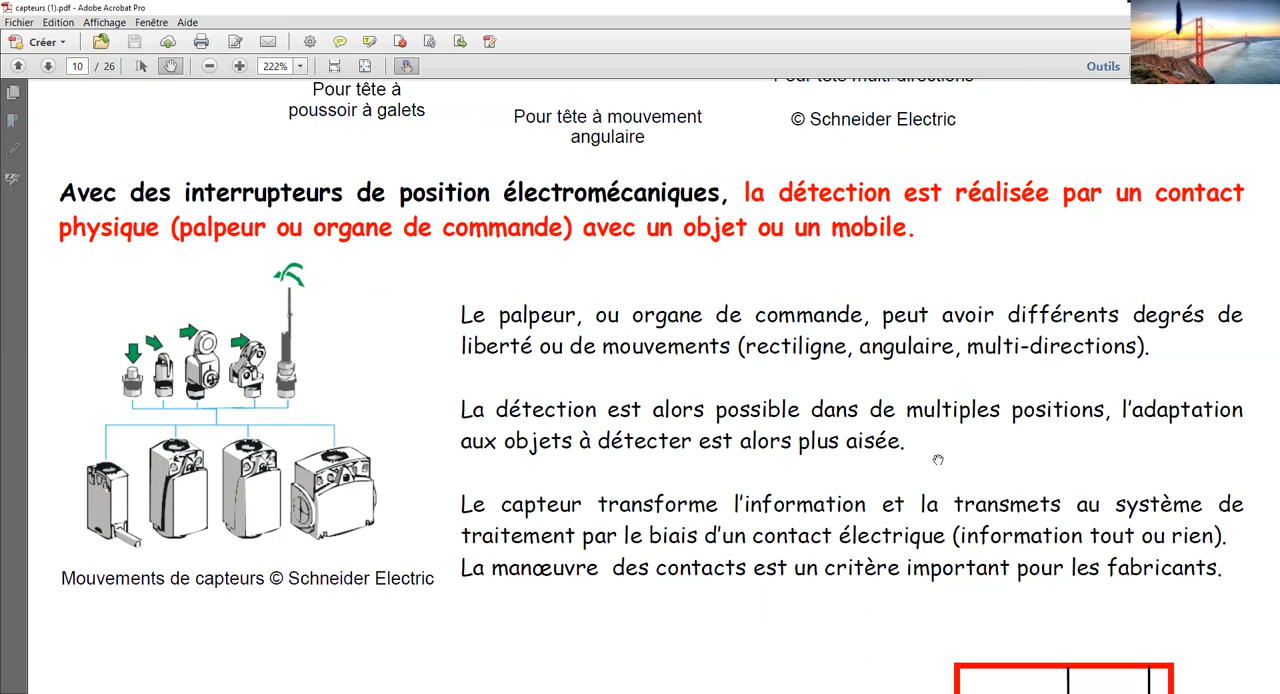 capteurs (1).pdf - Adobe Acrobat Pro
Fichier Edition Affichage Fenêtre Aide
Créer
10 / 26
222%
Outils
Pour tête multi-directions
Pour tête à
poussoir à galets
Pour tête à mouvement
angulaire
© Schneider Electric
Avec des interrupteurs de position électromécaniques, la détection est réalisée par un contact
physique (palpeur ou organe de commande) avec un objet ou un mobile.
Le palpeur, ou organe de commande, peut avoir différents degrés de
liberté ou de mouvements (rectiligne, angulaire, multi-directions).
La détection est alors possible dans de multiples positions, l’adaptation
aux objets à détecter est alors plus aisée.
Le capteur transforme l’information et la transmets au système de
traitement par le biais d’un contact électrique (information tout ou rien).
La manœuvre des contacts est un critère important pour les fabricants.
Mouvements de capteurs © Schneider Electric